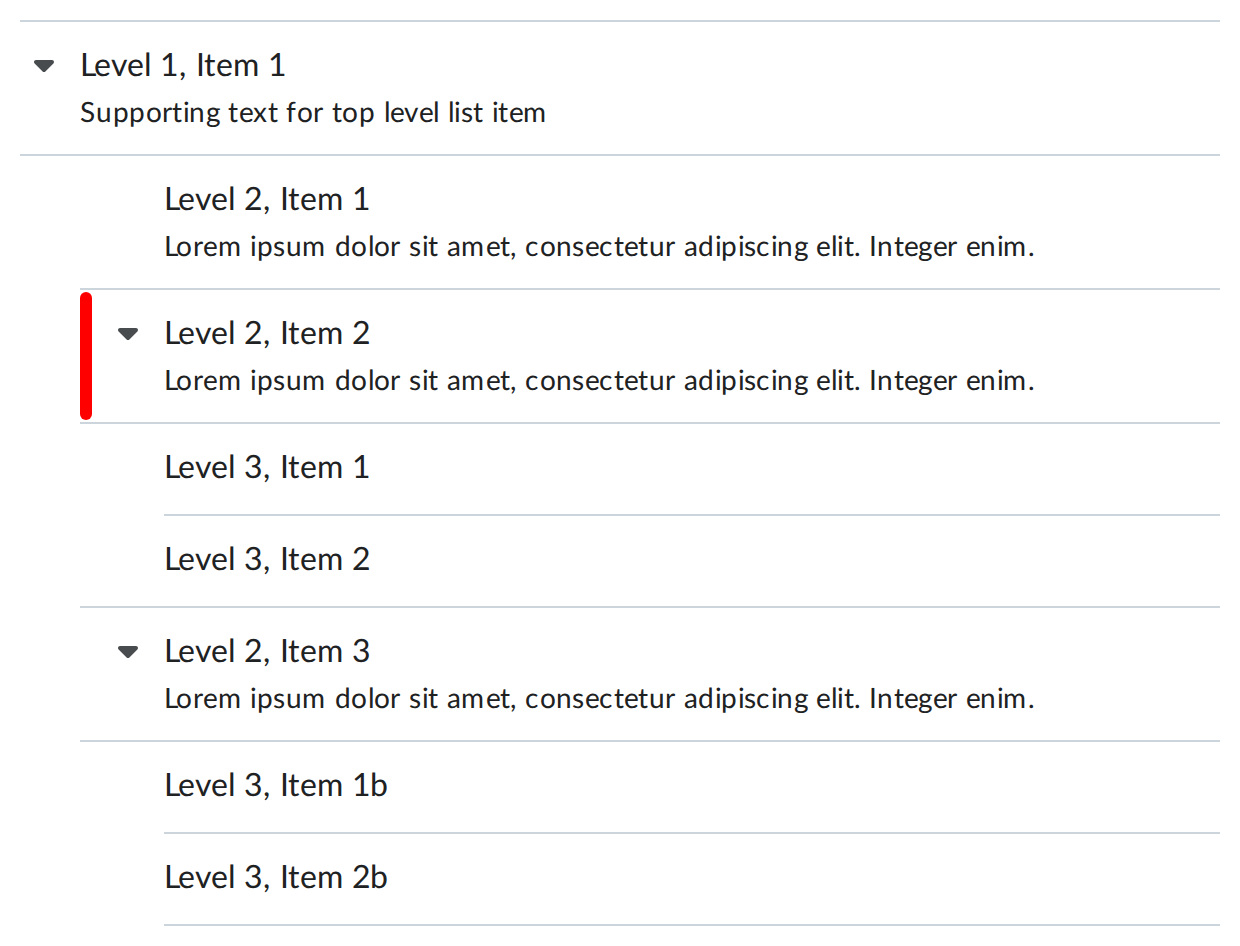 Level 1, Item 1
Supporting text for top level list item
Level 2, Item 1
Lorem ipsum dolor sit amet, consectetur adipiscing elit. Integer enim.
Level 2, Item 2
Lorem ipsum dolor sit amet, consectetur adipiscing elit. Integer enim.
Level 3, Item 1
Level 3, Item 2
Level 2, Item 3
Lorem ipsum dolor sit amet, consectetur adipiscing elit. Integer enim.
Level 3, Item 1b
Level 3, Item 2b